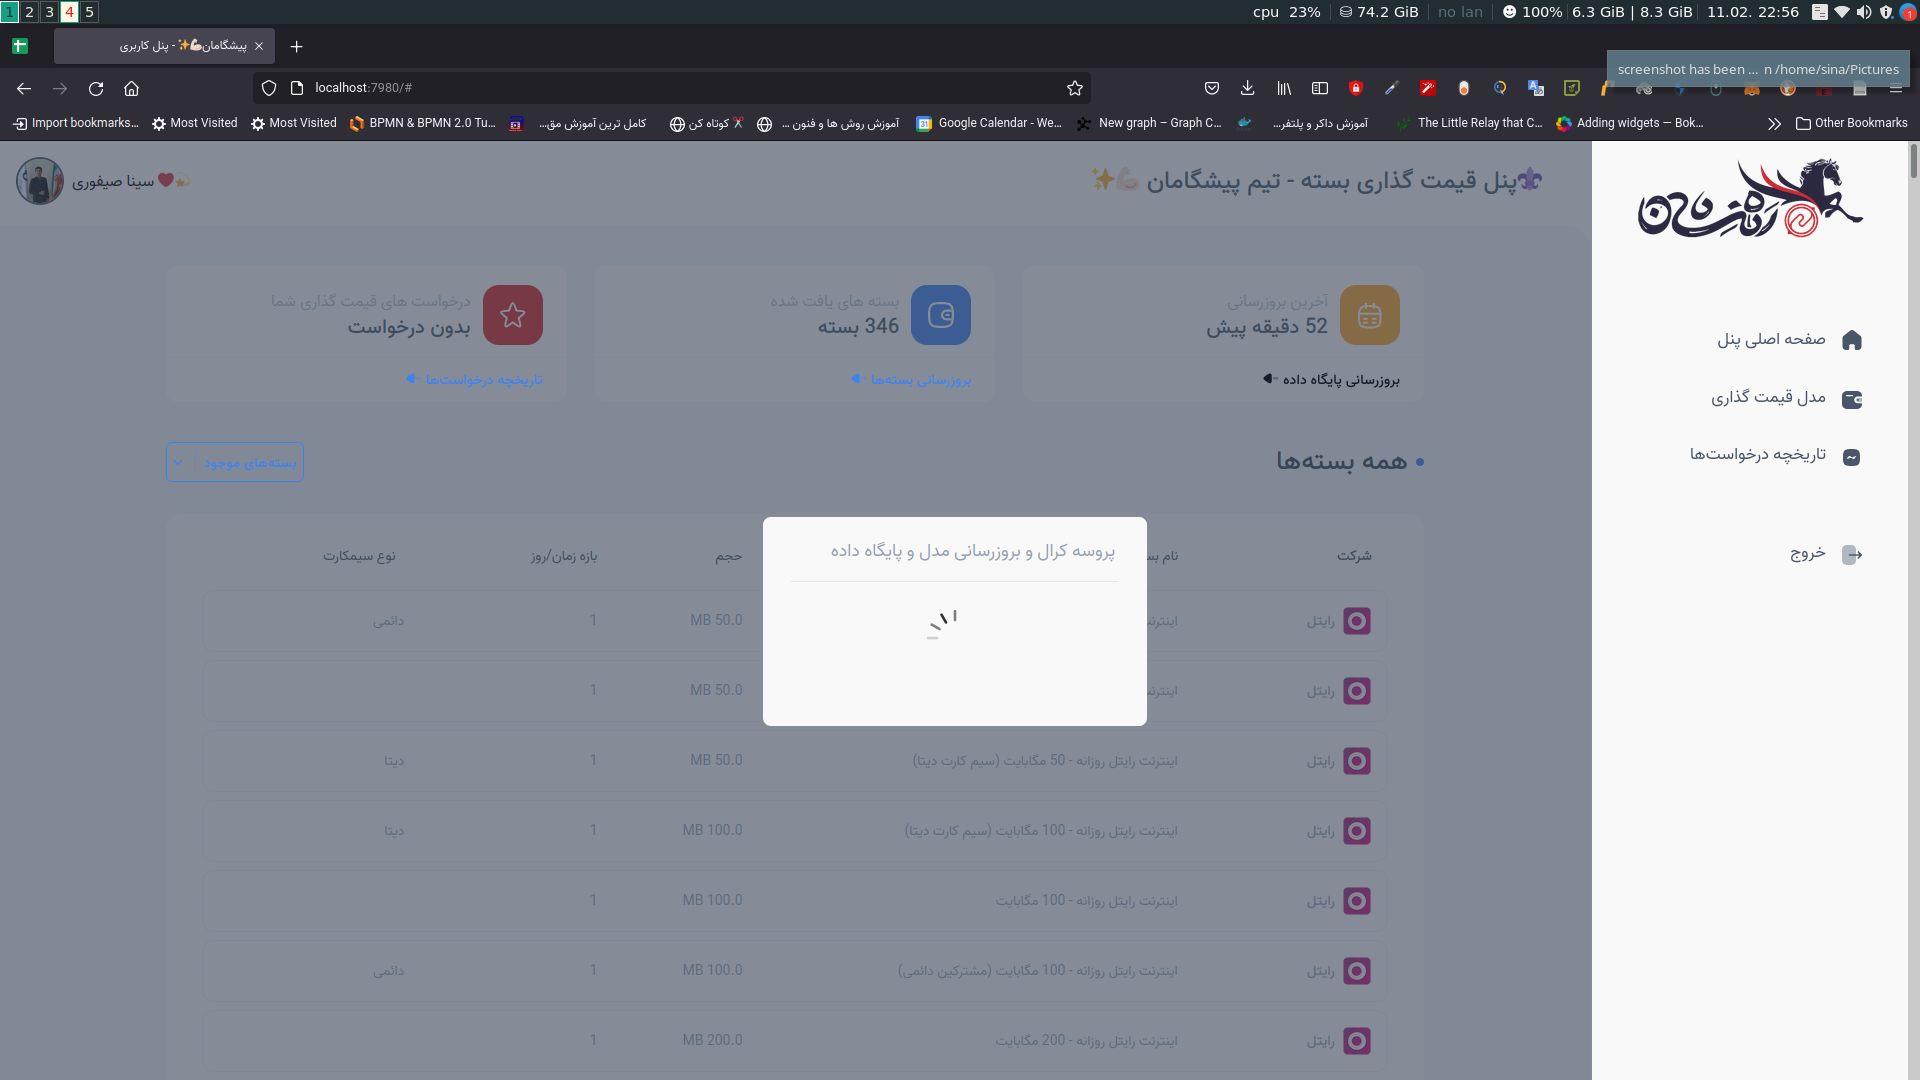 1 2 3 4 5
cpu 23% 74.2 GiB no lan 100% 6.3 GiB | 8.3 GiB 11.02. 22:56
پیشگامان💪✨ - پنل کاربری
screenshot has been ... n /home/sina/Pictures
localhost:7980/#
Import bookmarks... Most Visited Most Visited BPMN & BPMN 2.0 Tu... کامل ترین آموزش مق... ✂️ کوتاه کن آموزش روش ها و فنون ... Google Calendar - We... New graph – Graph C... آموزش داکر و پلتفر... The Little Relay that C... Adding widgets — Bok... Other Bookmarks
⚜️پنل قیمت گذاری بسته - تیم پیشگامان 💪✨
سینا صیفوری ❤️💫
صفحه اصلی پنل
مدل قیمت گذاری
تاریخچه درخواست‌ها
خروج
آخرین بروزرسانی
52 دقیقه پیش
بروزرسانی پایگاه داده
بسته های یافت شده
346 بسته
بروزرسانی بسته‌ها
درخواست های قیمت گذاری شما
بدون درخواست
تاریخچه درخواست‌ها
همه بسته‌ها
بسته‌های موجود
پروسه کرال و بروزرسانی مدل و پایگاه داده
شرکت نام حجم بازه زمان/روز نوع سیمکارت
رایتل 50.0 MB 1 دائمی
رایتل 50.0 MB 1
رایتل اینترنت رایتل روزانه - 50 مگابایت (سیم کارت دیتا) 50.0 MB 1 دیتا
رایتل اینترنت رایتل روزانه - 100 مگابایت (سیم کارت دیتا) 100.0 MB 1 دیتا
رایتل اینترنت رایتل روزانه - 100 مگابایت 100.0 MB 1
رایتل اینترنت رایتل روزانه - 100 مگابایت (مشترکین دائمی) 100.0 MB 1 دائمی
رایتل اینترنت رایتل روزانه - 200 مگابایت 200.0 MB 1